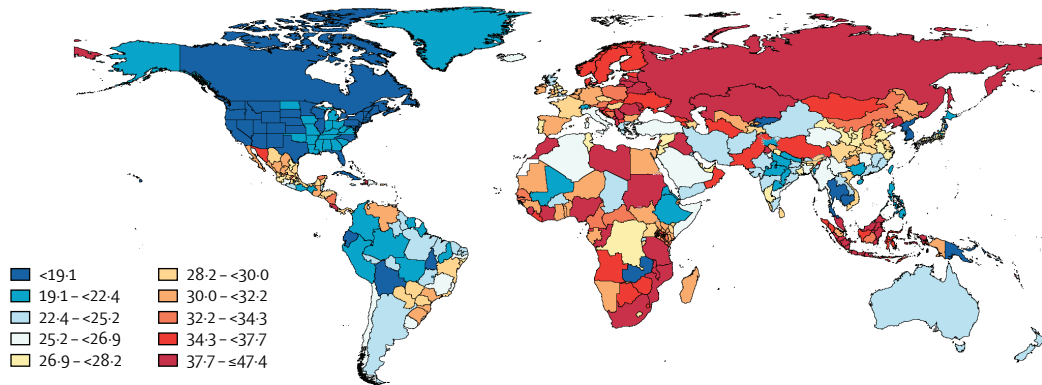 <19·1
19·1 – <22·4
22·4 – <25·2
25·2 – <26·9
26·9 – <28·2
28·2 – <30·0
30·0 – <32·2
32·2 – <34·3
34·3 – <37·7
37·7 – ≤47·4